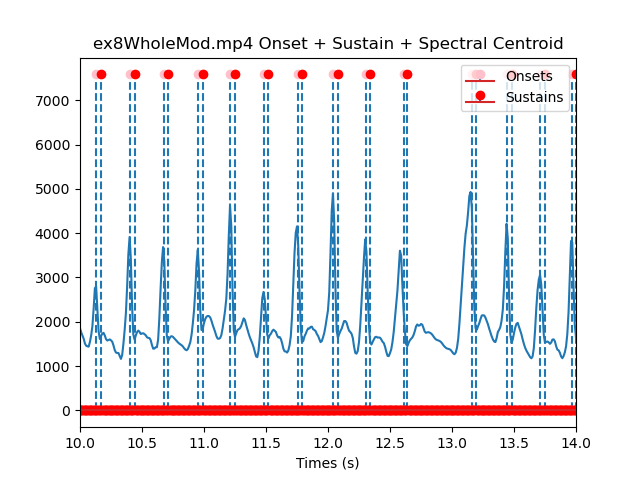 ex8WholeMod.mp4 Onset + Sustain + Spectral Centroid
Onsets
Sustains
7000
6000
5000
4000
3000
2000
1000
0
10.0 10.5 11.0 11.5 12.0 12.5 13.0 13.5 14.0
Times (s)